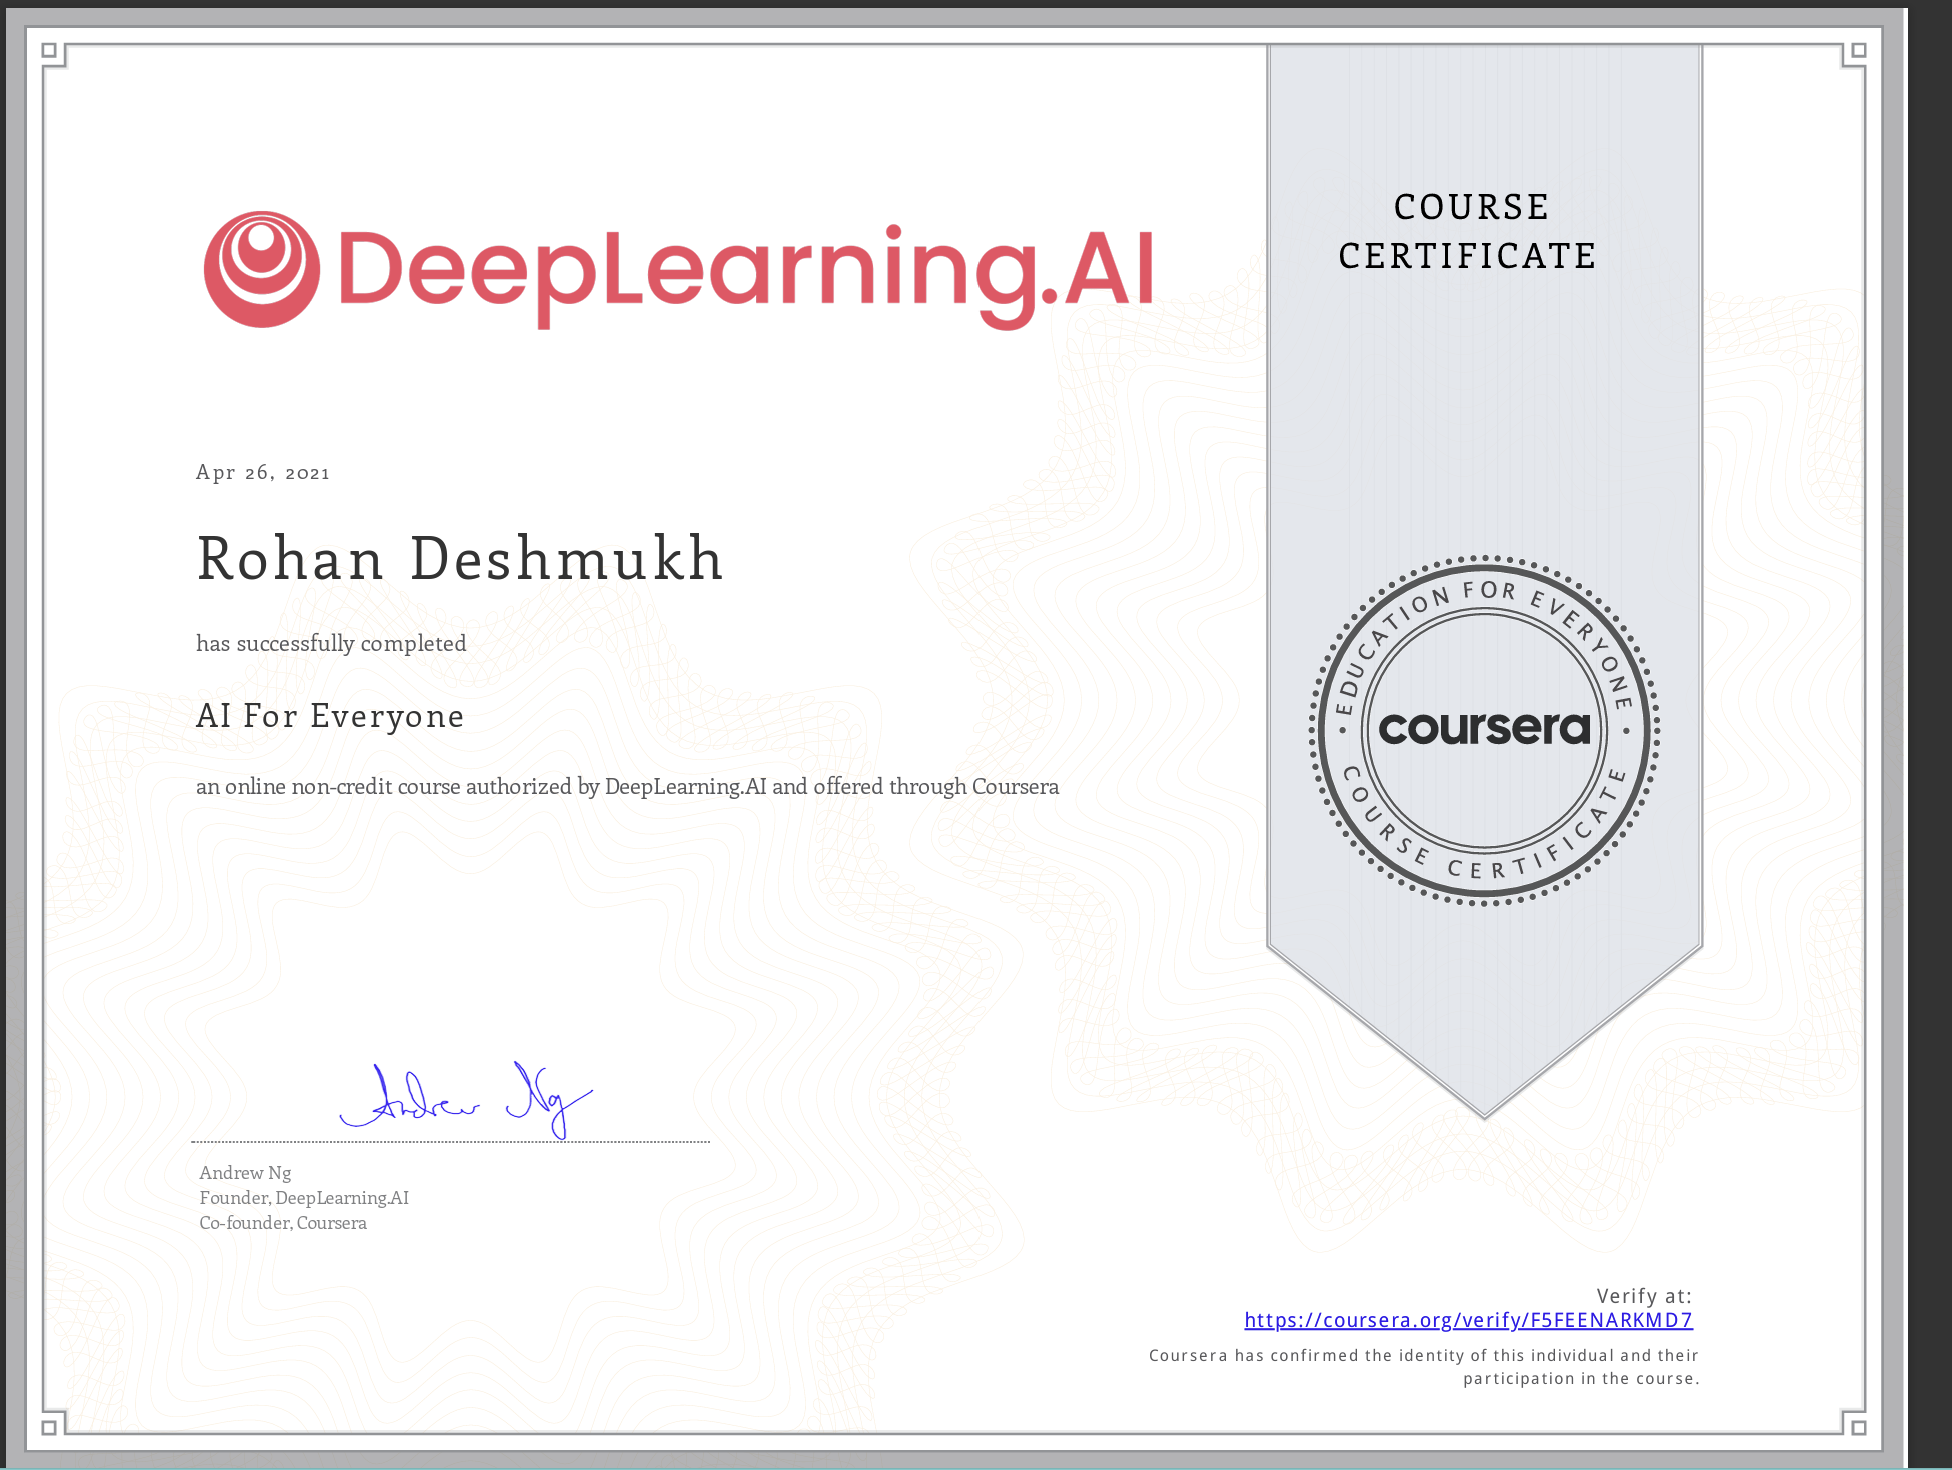 DeepLearning.AI
COURSE
CERTIFICATE
Apr 26, 2021
Rohan Deshmukh
has successfully completed
AI For Everyone
an online non-credit course authorized by DeepLearning.AI and offered through Coursera
EDUCATION FOR EVERYONE
coursera
COURSE CERTIFICATE
Andrew Ng
Andrew Ng
Founder, DeepLearning.AI
Co-founder, Coursera
Verify at:
https://coursera.org/verify/F5FEENARKMD7
Coursera has confirmed the identity of this individual and their
participation in the course.